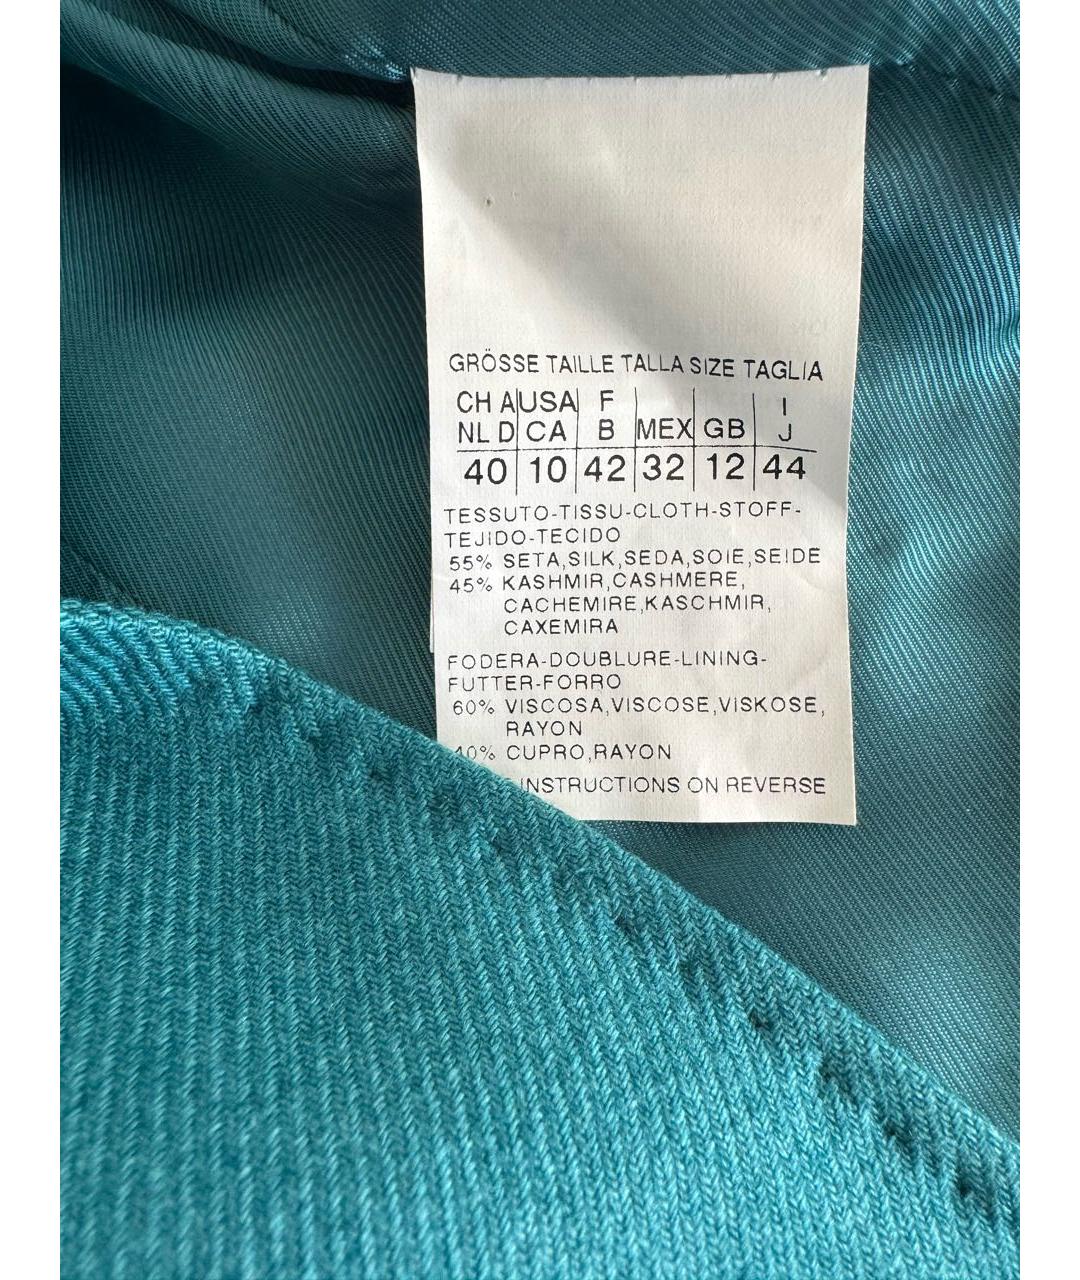 GRÖSSE TAILLE TALLA SIZE TAGLIA
CH A USA F I
NL D CA B MEX GB J
40 10 42 32 12 44
TESSUTO-TISSU-CLOTH-STOFF-
TEJIDO-TECIDO
55% SETA,SILK,SEDA,SOIE,SEIDE
45% KASHMIR,CASHMERE,
CACHEMIRE,KASCHMIR,
CAXEMIRA
FODERA-DOUBLURE-LINING-
FUTTER-FORRO
60% VISCOSA,VISCOSE,VISKOSE,
RAYON
40% CUPRO,RAYON
INSTRUCTIONS ON REVERSE